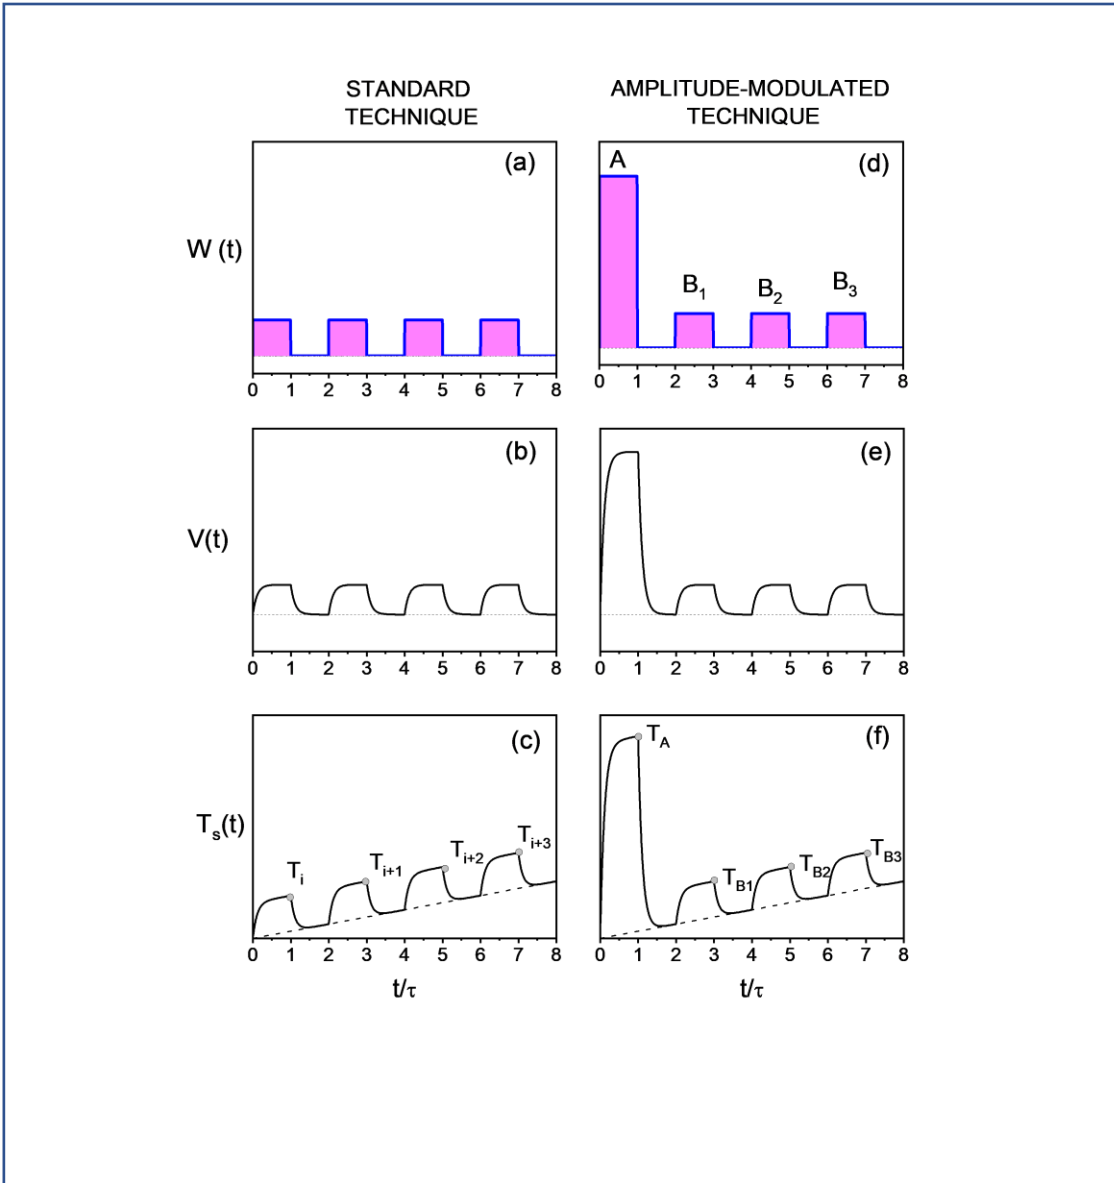 STANDARD
TECHNIQUE
AMPLITUDE-MODULATED
TECHNIQUE
W (t)
(a)
0 1 2 3 4 5 6 7 8
A
(d)
B1 B2 B3
0 1 2 3 4 5 6 7 8
V(t)
(b)
0 1 2 3 4 5 6 7 8
(e)
0 1 2 3 4 5 6 7 8
Ts(t)
(c)
Ti Ti+1 Ti+2 Ti+3
0 1 2 3 4 5 6 7 8
t/τ
(f)
TA
TB1 TB2 TB3
0 1 2 3 4 5 6 7 8
t/τ